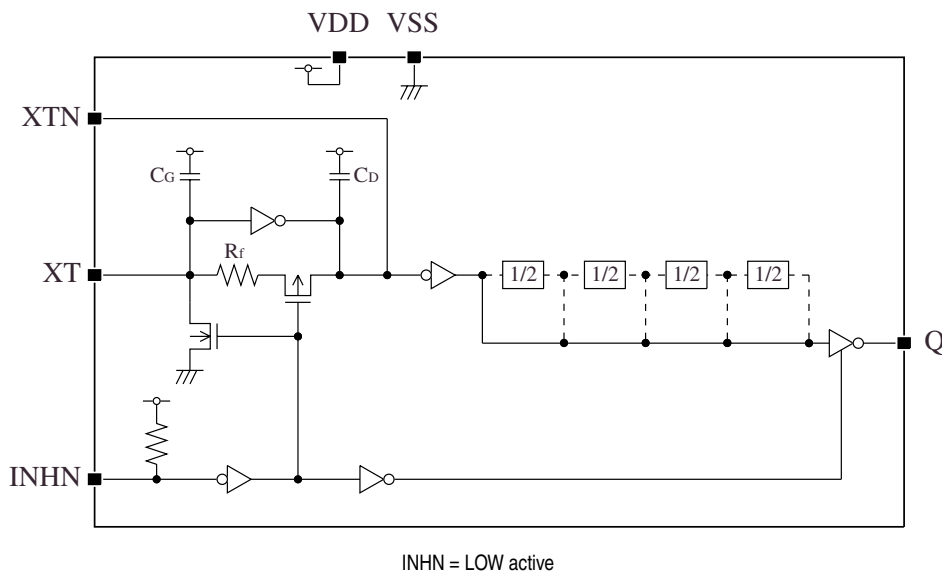 VDD VSS
XTN
CG CD
Rf
XT
1/2 1/2 1/2 1/2
Q
INHN
INHN = LOW active